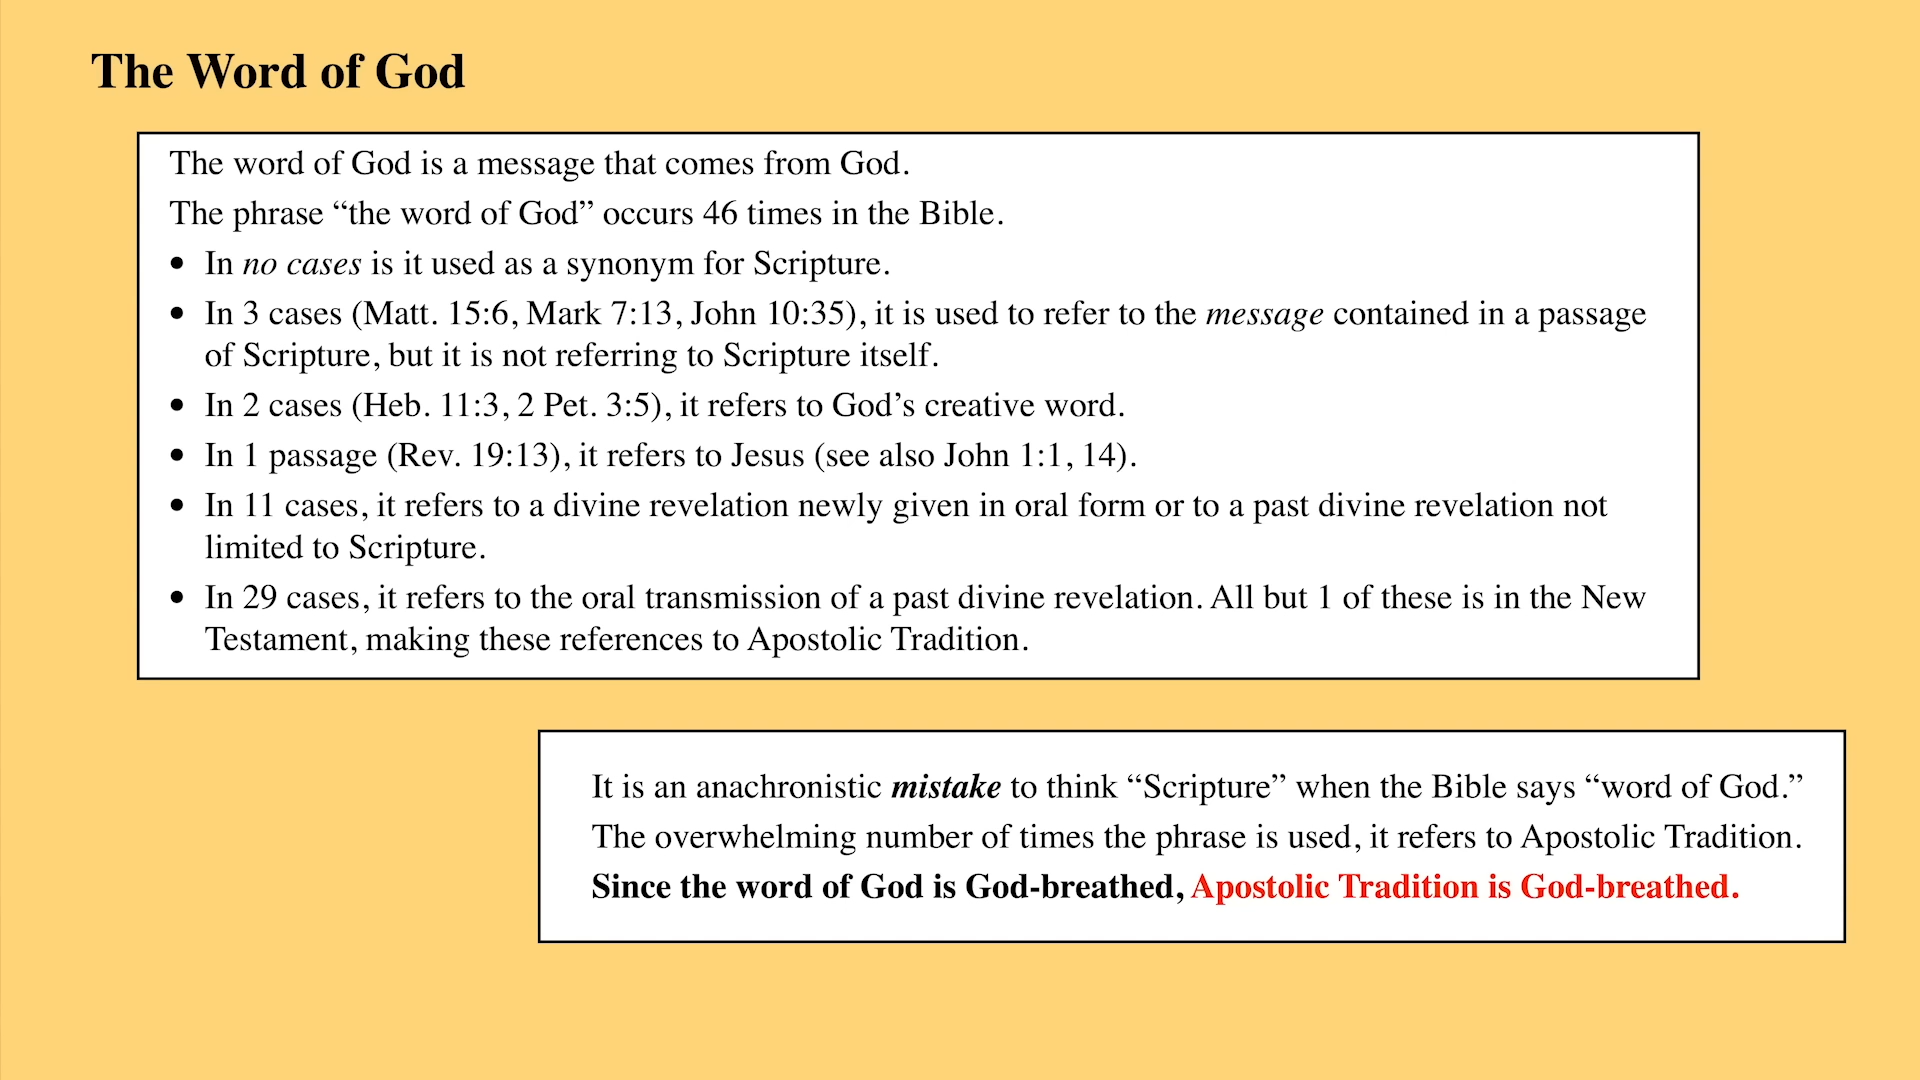 The Word of God
The word of God is a message that comes from God.
The phrase “the word of God” occurs 46 times in the Bible.
• In no cases is it used as a synonym for Scripture.
• In 3 cases (Matt. 15:6, Mark 7:13, John 10:35), it is used to refer to the message contained in a passage
of Scripture, but it is not referring to Scripture itself.
• In 2 cases (Heb. 11:3, 2 Pet. 3:5), it refers to God’s creative word.
• In 1 passage (Rev. 19:13), it refers to Jesus (see also John 1:1, 14).
• In 11 cases, it refers to a divine revelation newly given in oral form or to a past divine revelation not
limited to Scripture.
• In 29 cases, it refers to the oral transmission of a past divine revelation. All but 1 of these is in the New
Testament, making these references to Apostolic Tradition.
It is an anachronistic mistake to think “Scripture” when the Bible says “word of God.”
The overwhelming number of times the phrase is used, it refers to Apostolic Tradition.
Since the word of God is God-breathed, Apostolic Tradition is God-breathed.